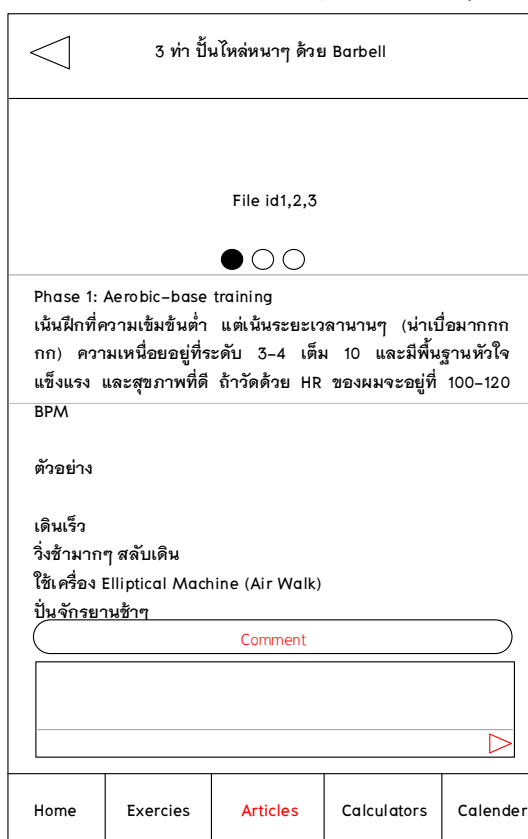 3 ท่า ปั้นไหล่หนาๆ ด้วย Barbell
File id1,2,3
Phase 1: Aerobic-base training
เน้นฝึกที่ความเข้มข้นต่ำ แต่เน้นระยะเวลานานๆ (น่าเบื่อมากกก
กก) ความเหนื่อยอยู่ที่ระดับ 3-4 เต็ม 10 และมีพื้นฐานหัวใจ
แข็งแรง และสุขภาพที่ดี ถ้าวัดด้วย HR ของผมจะอยู่ที่ 100-120
BPM
ตัวอย่าง
เดินเร็ว
วิ่งช้ามากๆ สลับเดิน
ใช้เครื่อง Elliptical Machine (Air Walk)
ปั่นจักรยานช้าๆ
Comment
Home Exercies Articles Calculators Calender